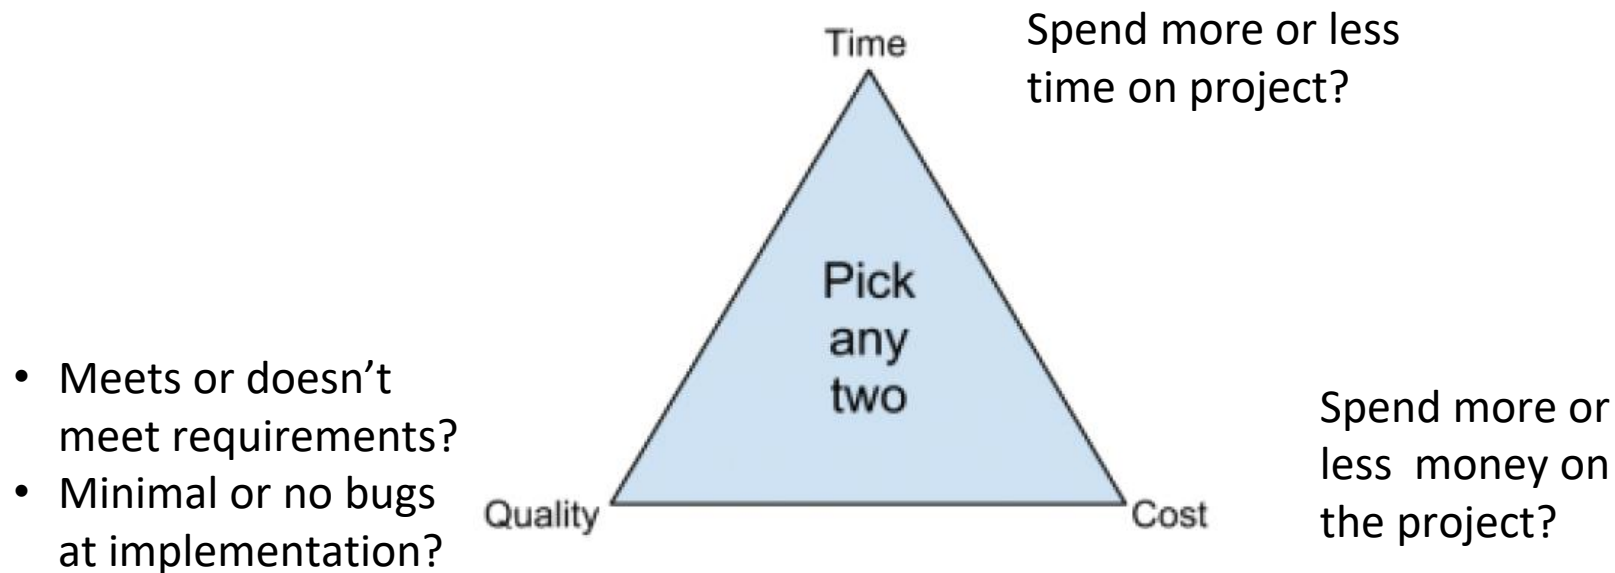 Time
Spend more or less
time on project?
Pick
any
two
• Meets or doesn’t
meet requirements?
• Minimal or no bugs
at implementation?
Quality
Cost
Spend more or
less  money on
the project?